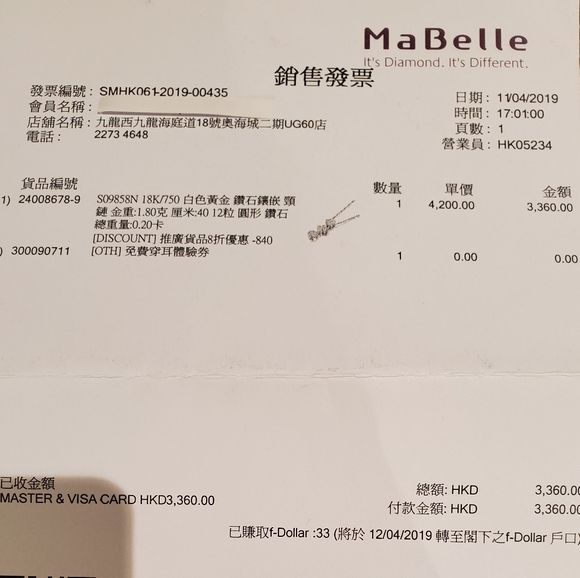 MaBelle
It's Diamond. It's Different.
銷售發票
發票編號 : SMHK061-2019-00435
會員名稱 :
店舖名稱 : 九龍西九龍海庭道18號奧海城二期UG60店
電話 : 2273 4648
日期 : 11/04/2019
時間 : 17:01:00
頁數 : 1
營業員 : HK05234
貨品編號 數量 單價 金額
1) 24008678-9 S09858N 18K/750 白色黃金 鑽石鑲嵌 頸 1 4,200.00 3,360.00
鏈 金重:1.80克 厘米:40 12粒 圓形 鑽石
總重量:0.20卡
[DISCOUNT] 推廣貨品8折優惠 -840
) 300090711 [OTH] 免費穿耳體驗券 1 0.00 0.00
已收金額
MASTER & VISA CARD HKD3,360.00
總額: HKD 3,360.00
付款金額: HKD 3,360.00
已賺取f-Dollar :33 (將於 12/04/2019 轉至閣下之f-Dollar 戶口)